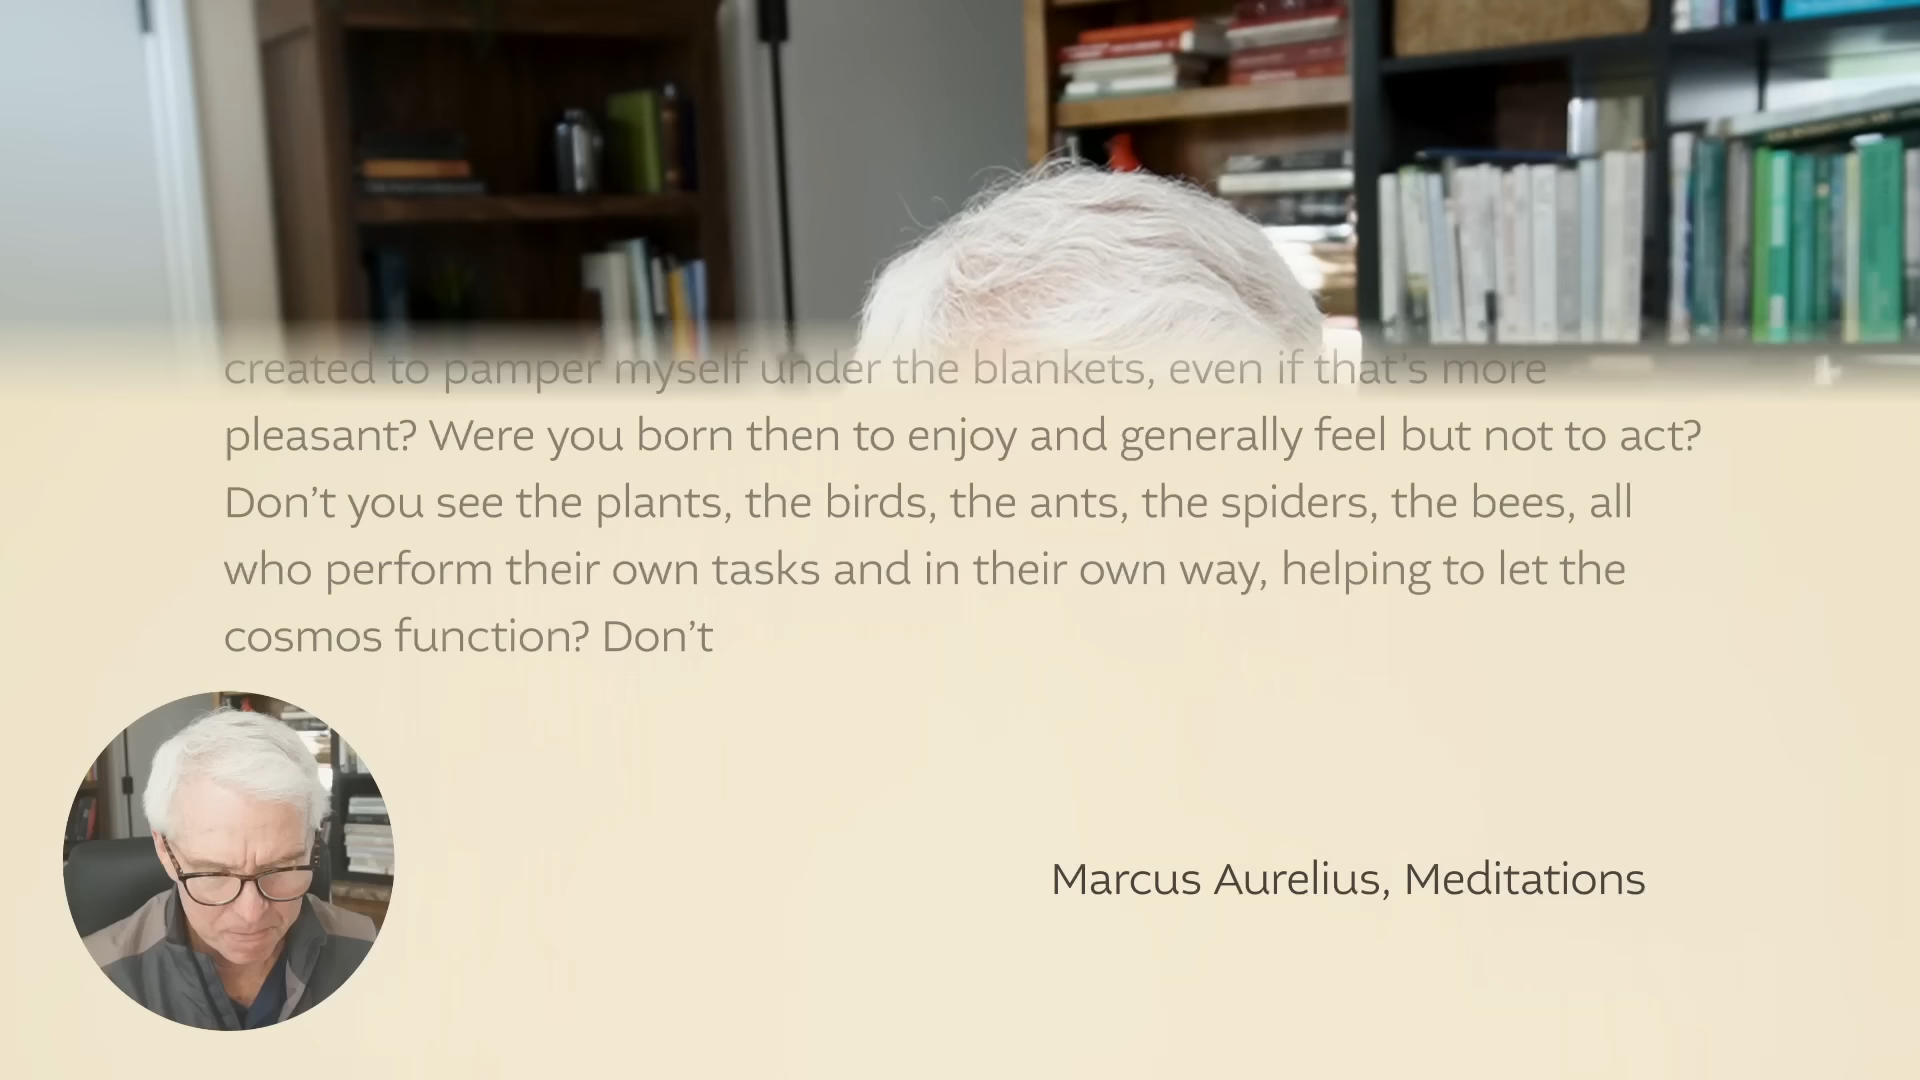 created to pamper myself under the blankets, even if that’s more
pleasant? Were you born then to enjoy and generally feel but not to act?
Don’t you see the plants, the birds, the ants, the spiders, the bees, all
who perform their own tasks and in their own way, helping to let the
cosmos function? Don’t
Marcus Aurelius, Meditations